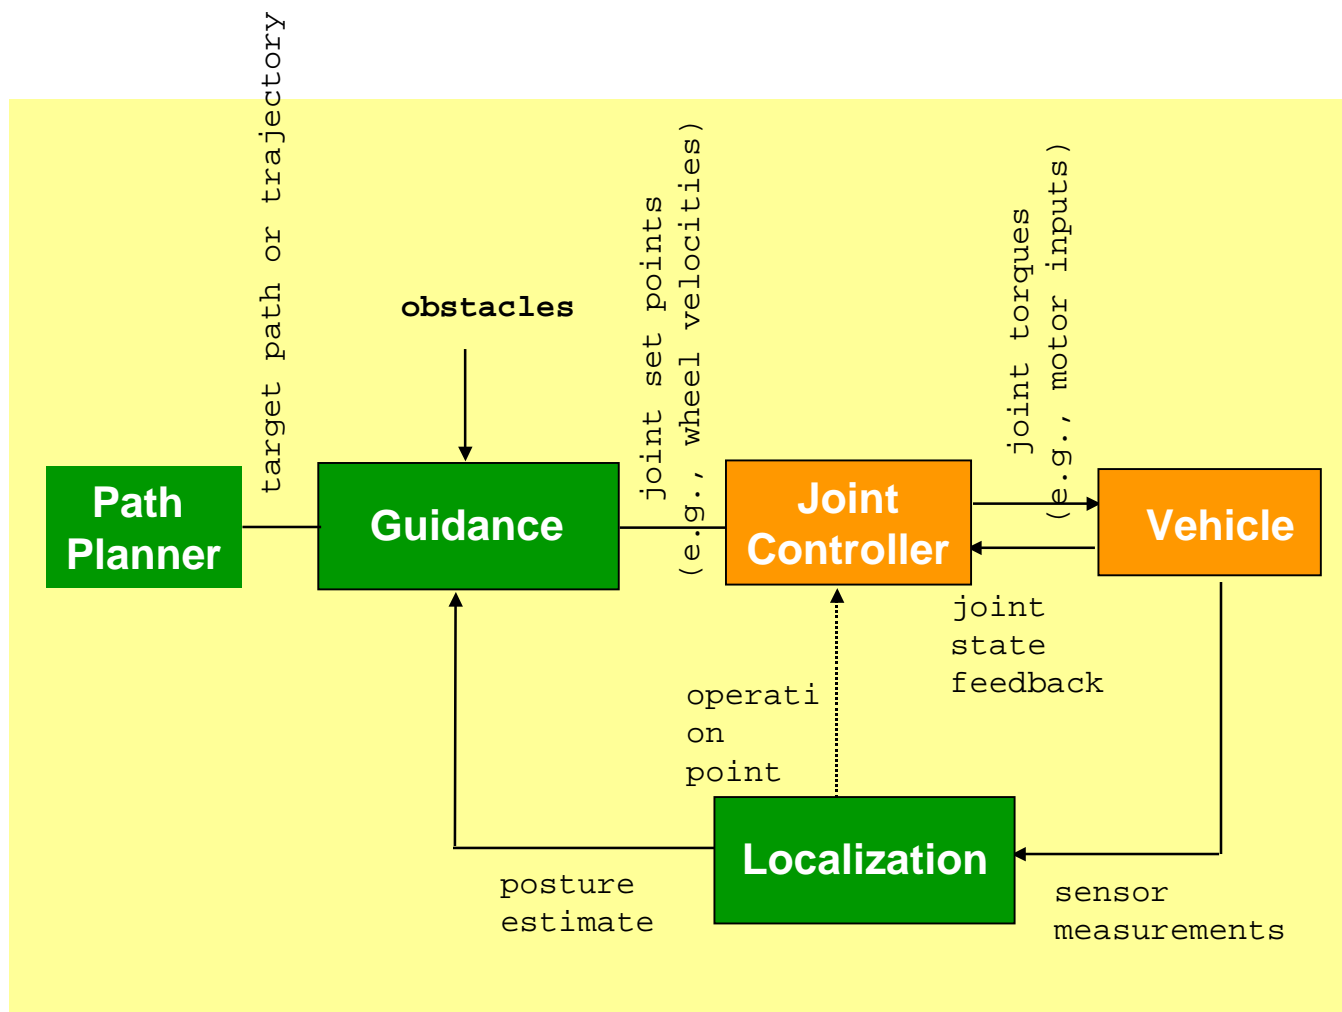 target path or trajectory
obstacles
joint set points
(e.g., wheel velocities)
joint torques
(e.g., motor inputs)
Path
Planner
Guidance
Joint
Controller
Vehicle
joint
state
feedback
operati
on
point
Localization
posture
estimate
sensor
measurements